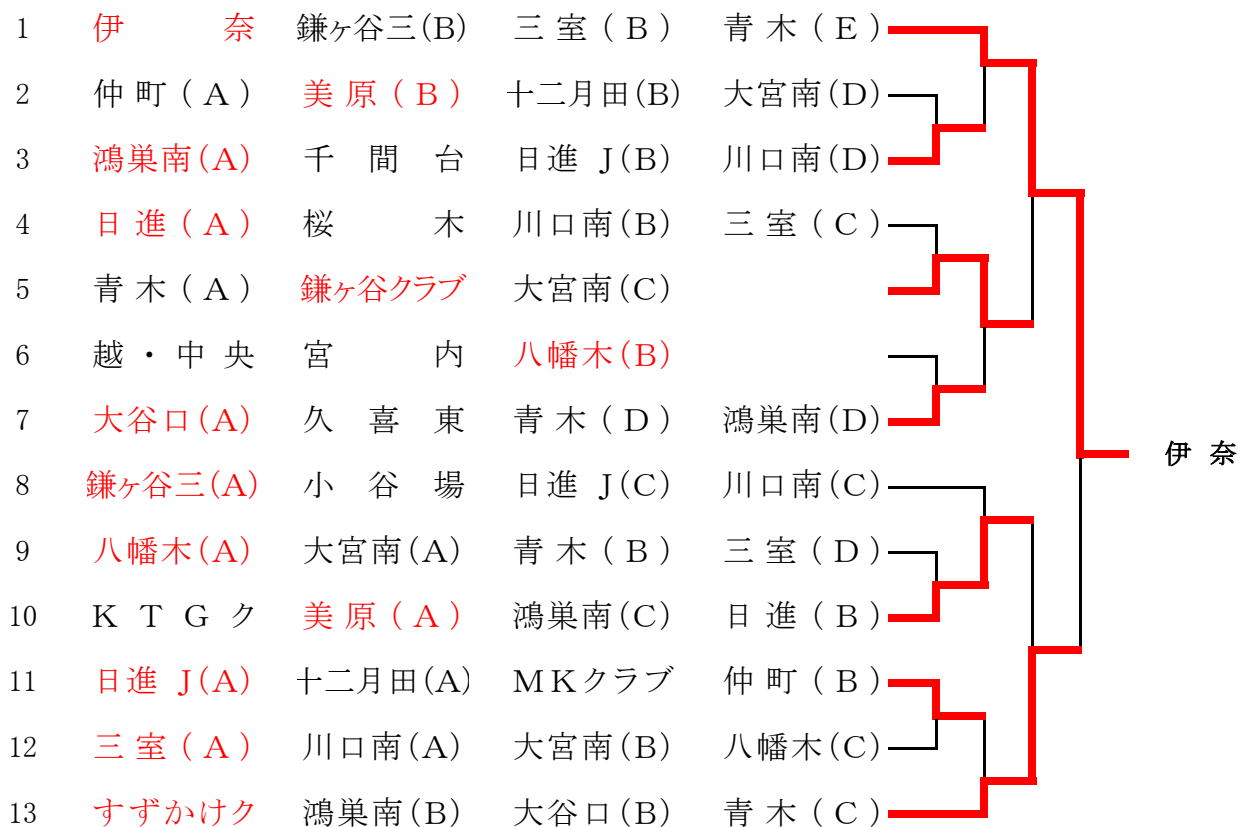 1 伊奈 鎌ヶ谷三(B) 三室(B) 青木(E)
2 仲町(A) 美原(B) 十二月田(B) 大宮南(D)
3 鴻巣南(A) 千間台 日進J(B) 川口南(D)
4 日進(A) 桜木 川口南(B) 三室(C)
5 青木(A) 鎌ヶ谷クラブ 大宮南(C)
6 越・中央 宮内 八幡木(B)
7 大谷口(A) 久喜東 青木(D) 鴻巣南(D)
伊奈
8 鎌ヶ谷三(A) 小谷場 日進J(C) 川口南(C)
9 八幡木(A) 大宮南(A) 青木(B) 三室(D)
10 KTGク 美原(A) 鴻巣南(C) 日進(B)
11 日進J(A) 十二月田(A) MKクラブ 仲町(B)
12 三室(A) 川口南(A) 大宮南(B) 八幡木(C)
13 すずかけク 鴻巣南(B) 大谷口(B) 青木(C)